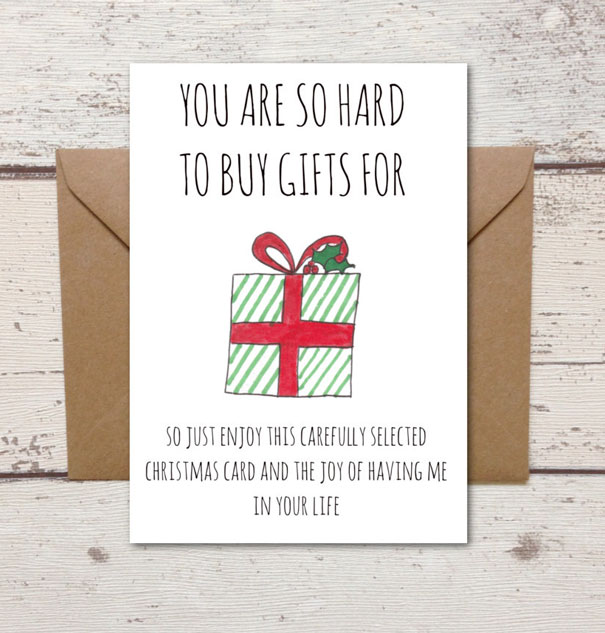 YOU ARE SO HARD
TO BUY GIFTS FOR
SO JUST ENJOY THIS CAREFULLY SELECTED
CHRISTMAS CARD AND THE JOY OF HAVING ME
IN YOUR LIFE